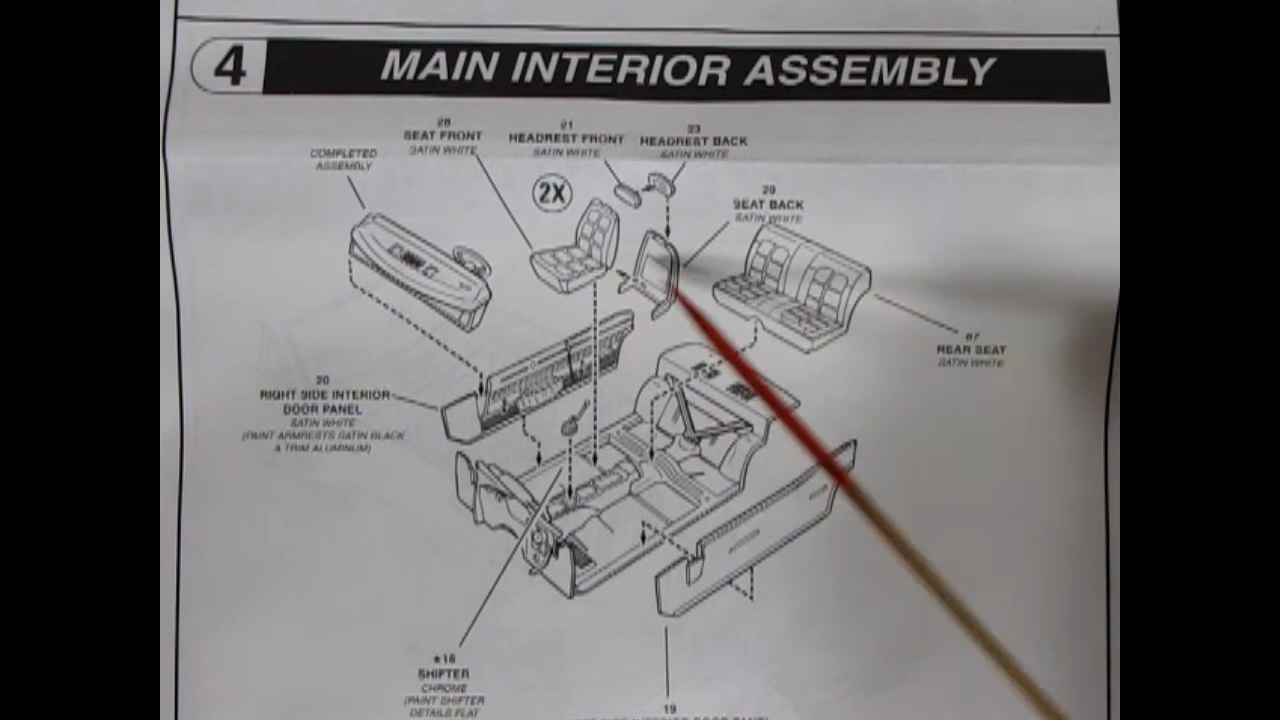 4
MAIN INTERIOR ASSEMBLY
COMPLETED
ASSEMBLY
28
SEAT FRONT
SATIN WHITE
21
HEADREST FRONT
SATIN WHITE
23
HEADREST BACK
SATIN WHITE
2X
29
SEAT BACK
SATIN WHITE
67
REAR SEAT
SATIN WHITE
20
RIGHT SIDE INTERIOR
DOOR PANEL
SATIN WHITE
(PAINT ARMRESTS SATIN BLACK
& TRIM ALUMINUM)
★18
SHIFTER
CHROME
(PAINT SHIFTER
DETAILS FLAT
19